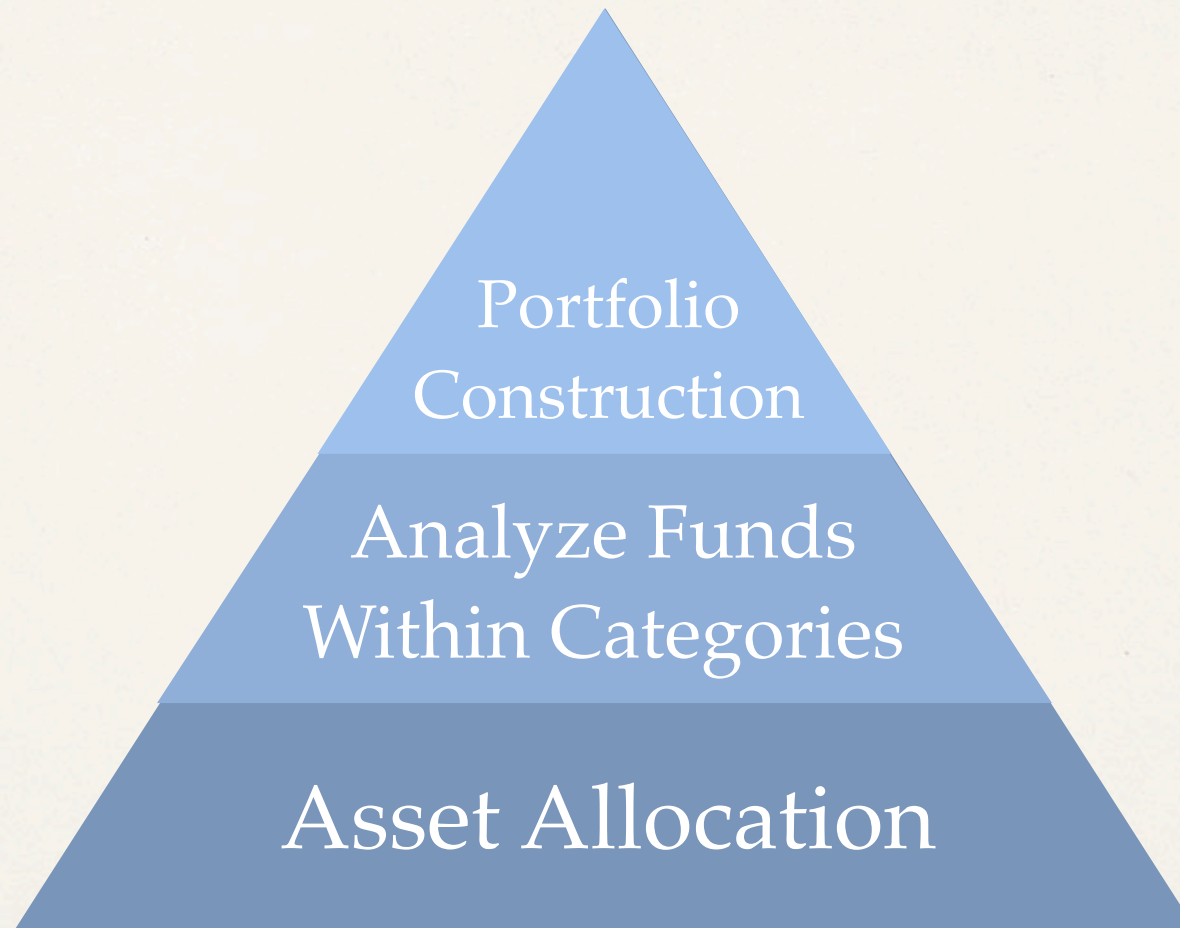 Portfolio
Construction
Analyze Funds
Within Categories
Asset Allocation